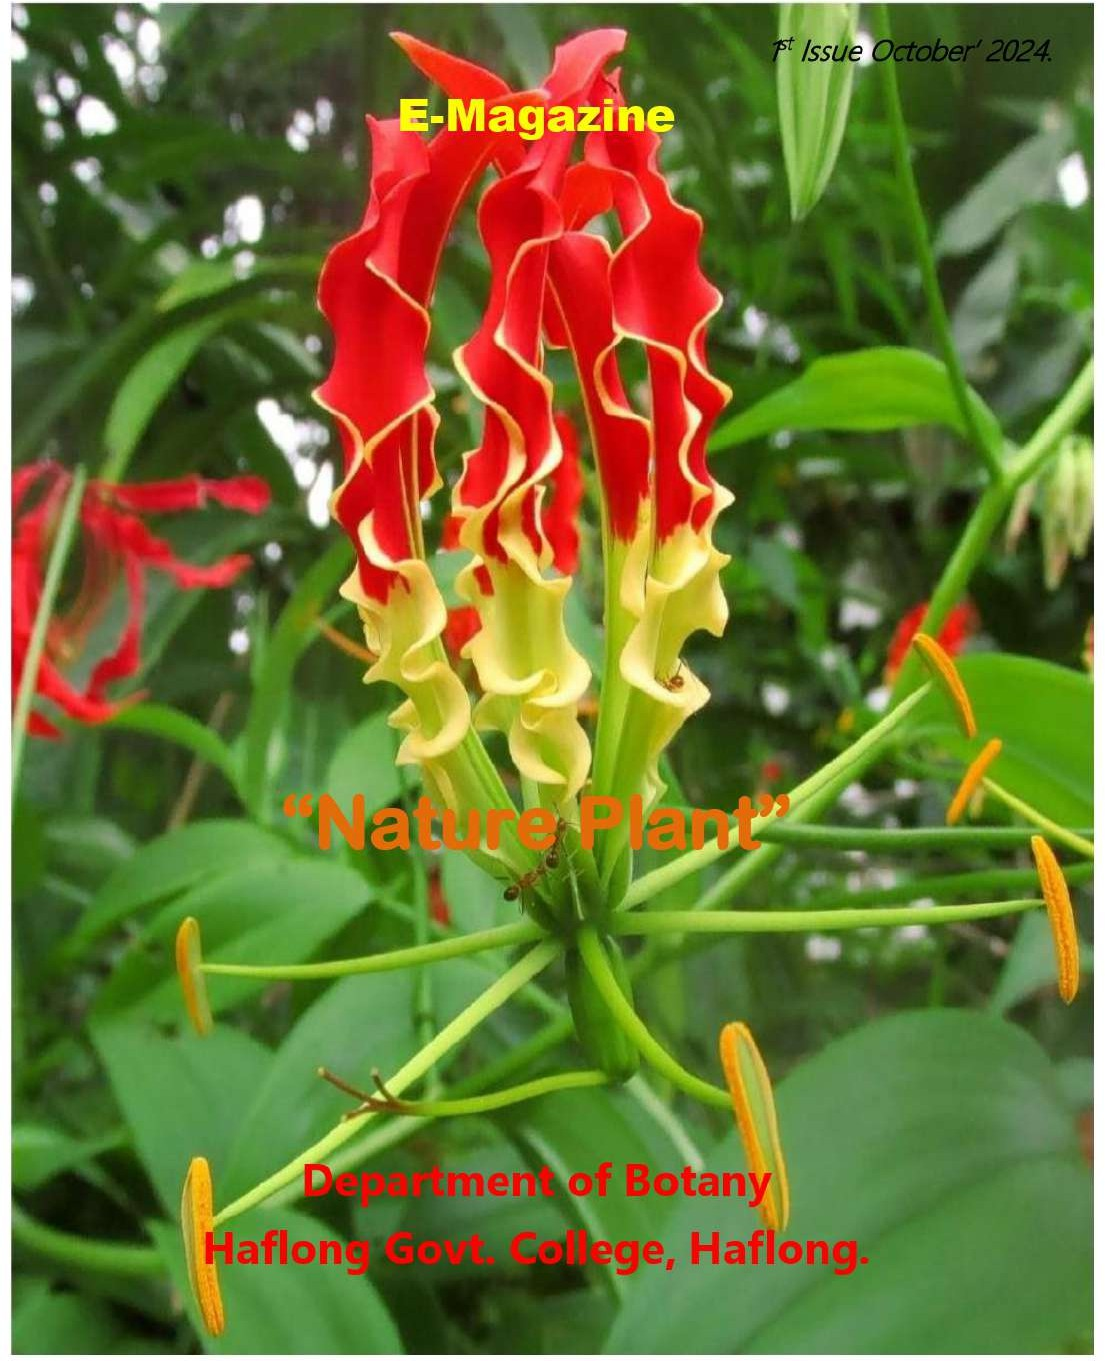 1st Issue October' 2024.
E-Magazine
“Nature Plant”
Department of Botany
Haflong Govt. College, Haflong.